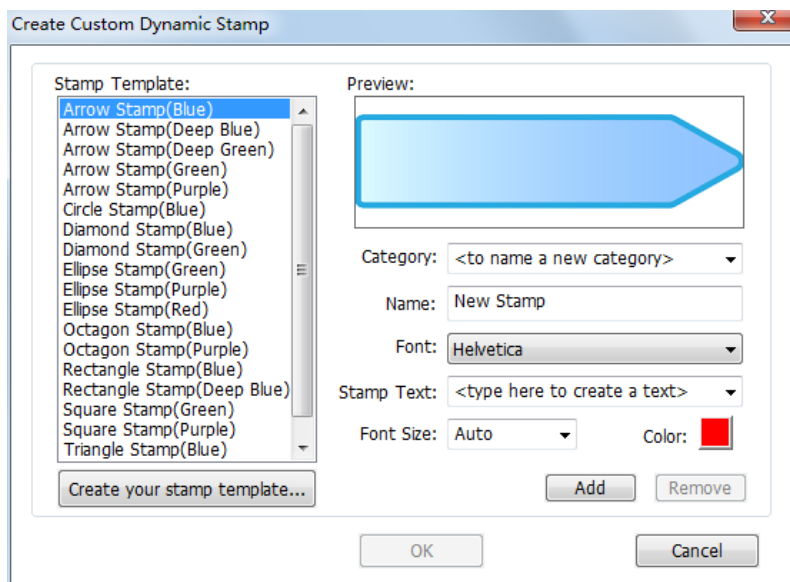 Create Custom Dynamic Stamp
Stamp Template:
Arrow Stamp(Blue)
Arrow Stamp(Deep Blue)
Arrow Stamp(Deep Green)
Arrow Stamp(Green)
Arrow Stamp(Purple)
Circle Stamp(Blue)
Diamond Stamp(Blue)
Diamond Stamp(Green)
Ellipse Stamp(Green)
Ellipse Stamp(Purple)
Ellipse Stamp(Red)
Octagon Stamp(Blue)
Octagon Stamp(Purple)
Rectangle Stamp(Blue)
Rectangle Stamp(Deep Blue)
Square Stamp(Green)
Square Stamp(Purple)
Triangle Stamp(Blue)
Create your stamp template...
Preview:
Category: <to name a new category>
Name: New Stamp
Font: Helvetica
Stamp Text: <type here to create a text>
Font Size: Auto Color:
Add Remove
OK Cancel